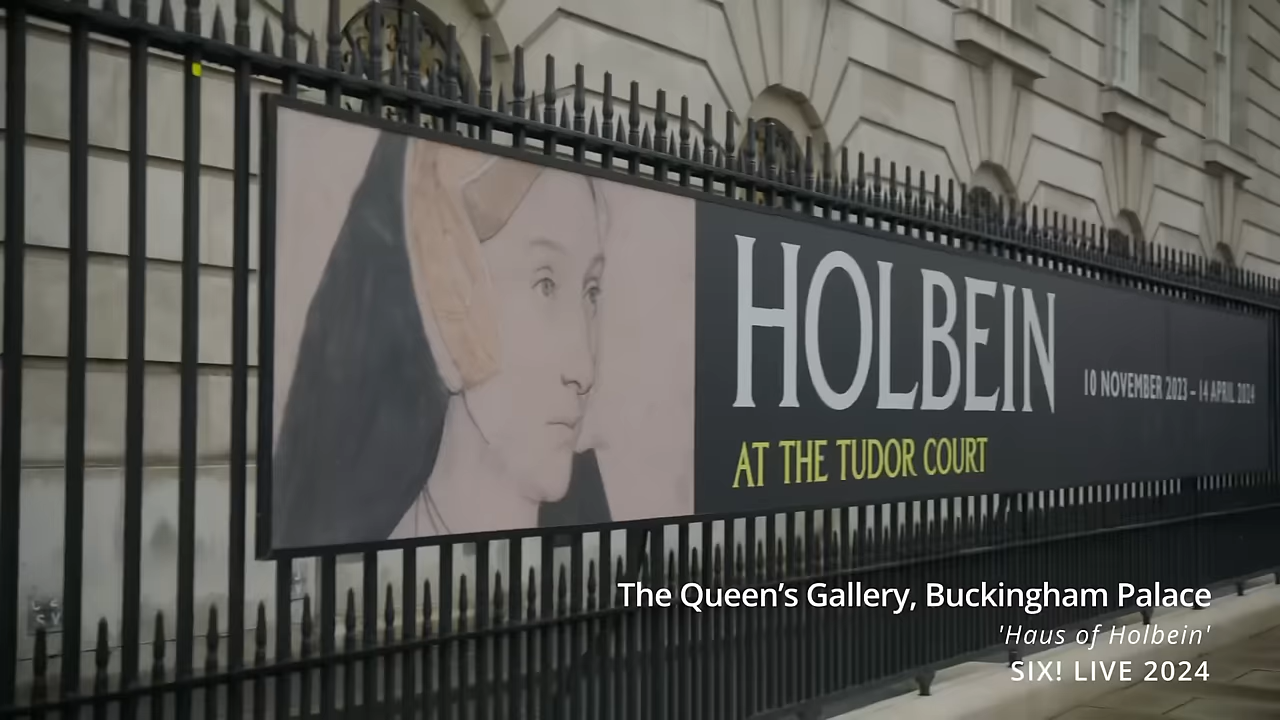 HOLBEIN
AT THE TUDOR COURT
10 NOVEMBER 2023 – 14 APRIL 2024
The Queen's Gallery, Buckingham Palace
'Haus of Holbein'
SIX! LIVE 2024